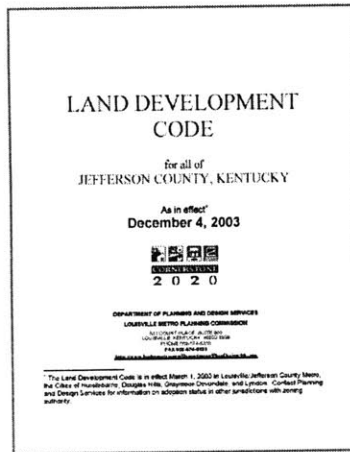 LAND DEVELOPMENT
CODE
for all of
JEFFERSON COUNTY, KENTUCKY
As in effect*
December 4, 2003
CORNERSTONE
2 0 2 0
DEPARTMENT OF PLANNING AND DESIGN SERVICES
LOUISVILLE METRO PLANNING COMMISSION
LOUISVILLE KENTUCKY
* The Land Development Code is in effect March 1, 2003 in Louisville/Jefferson County Metro,
the Cities of Hurstbourne, Douglas Hills, Graymoor Devondale, and Lyndon. Contact Planning
and Design Services for information on adoption status in other jurisdictions with zoning
authority.